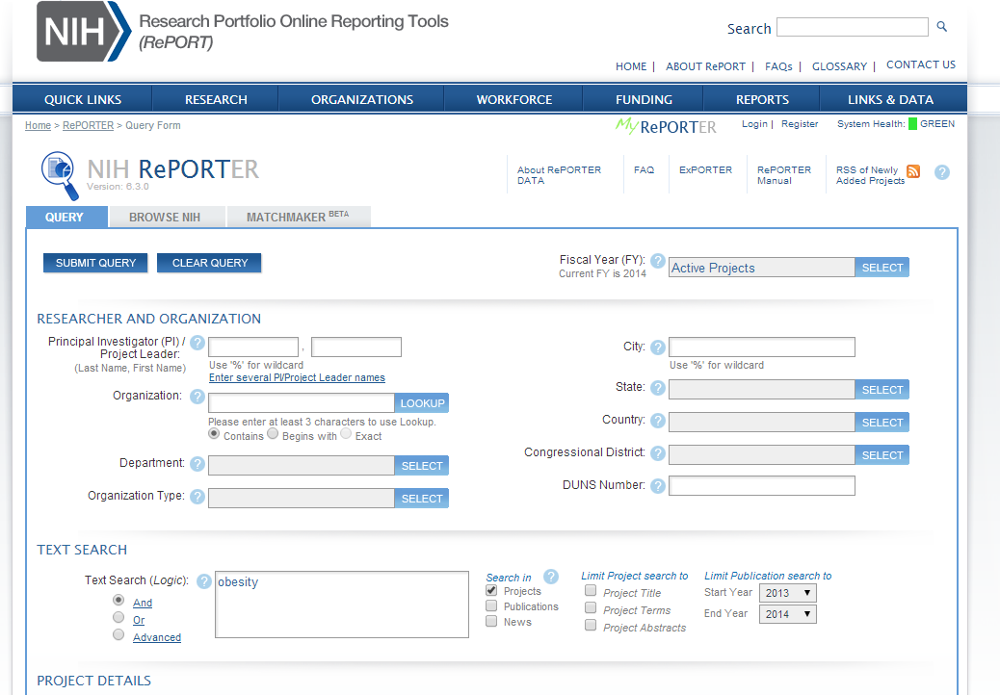 NIH Research Portfolio Online Reporting Tools
(RePORT)
Search
HOME | ABOUT RePORT | FAQs | GLOSSARY | CONTACT US
QUICK LINKS RESEARCH ORGANIZATIONS WORKFORCE FUNDING REPORTS LINKS & DATA
Home > RePORTER > Query Form
My RePORTER Login | Register System Health: GREEN
NIH RePORTER
Version: 6.3.0
About RePORTER
DATA
FAQ
ExPORTER
RePORTER
Manual
RSS of Newly
Added Projects
?
QUERY BROWSE NIH MATCHMAKER BETA
SUBMIT QUERY CLEAR QUERY
Fiscal Year (FY): ? Active Projects SELECT
Current FY is 2014
RESEARCHER AND ORGANIZATION
Principal Investigator (PI) / ?
Project Leader: ,
(Last Name, First Name)
Use '%' for wildcard
Enter several PI/Project Leader names
Organization: ? LOOKUP
Please enter at least 3 characters to use Lookup.
Contains Begins with Exact
Department: ? SELECT
Organization Type: ? SELECT
City: ?
Use '%' for wildcard
State: ? SELECT
Country: ? SELECT
Congressional District: ? SELECT
DUNS Number: ?
TEXT SEARCH
Text Search (Logic): ? obesity
And
Or
Advanced
Search in ?
Projects
Publications
News
Limit Project search to
Project Title
Project Terms
Project Abstracts
Limit Publication search to
Start Year 2013
End Year 2014
PROJECT DETAILS